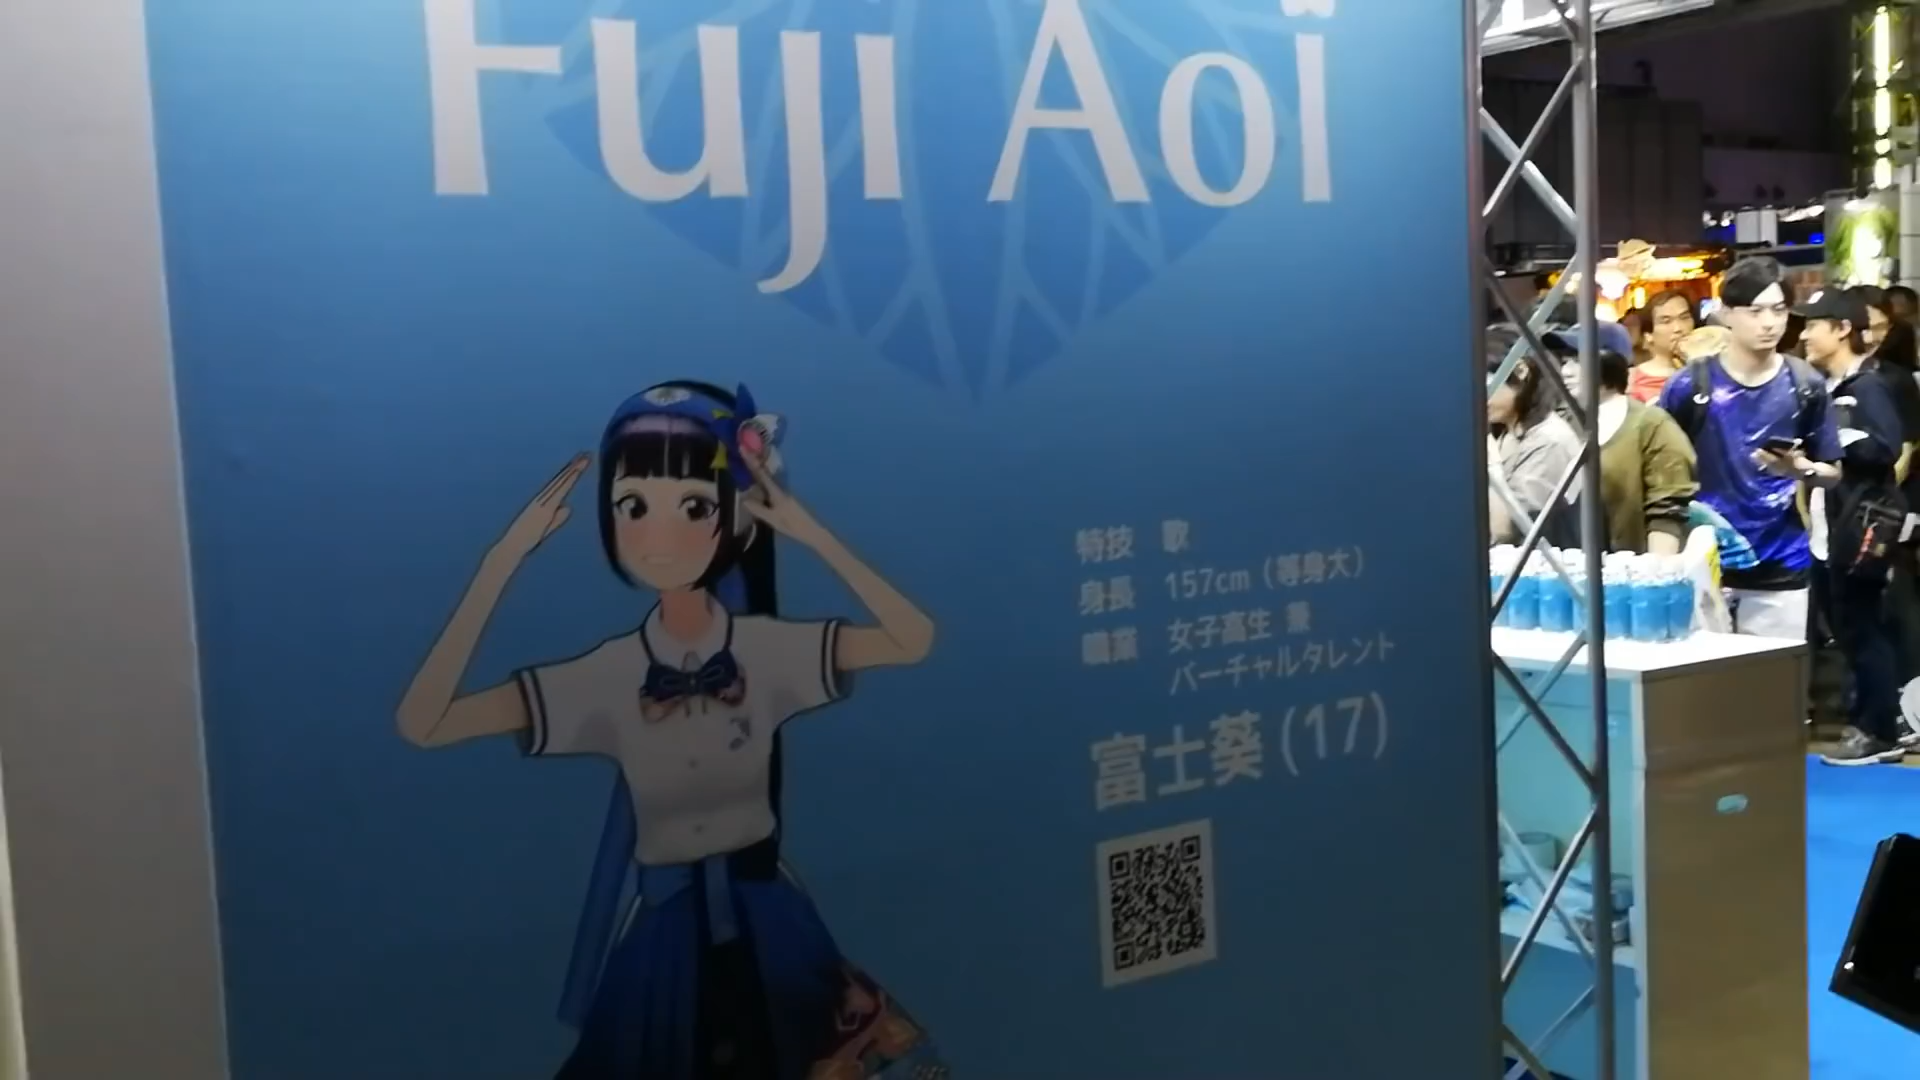 Fuji Aoi
特技 歌
身長 157cm (等身大)
職業 女子高生 兼
バーチャルタレント
富士葵 (17)